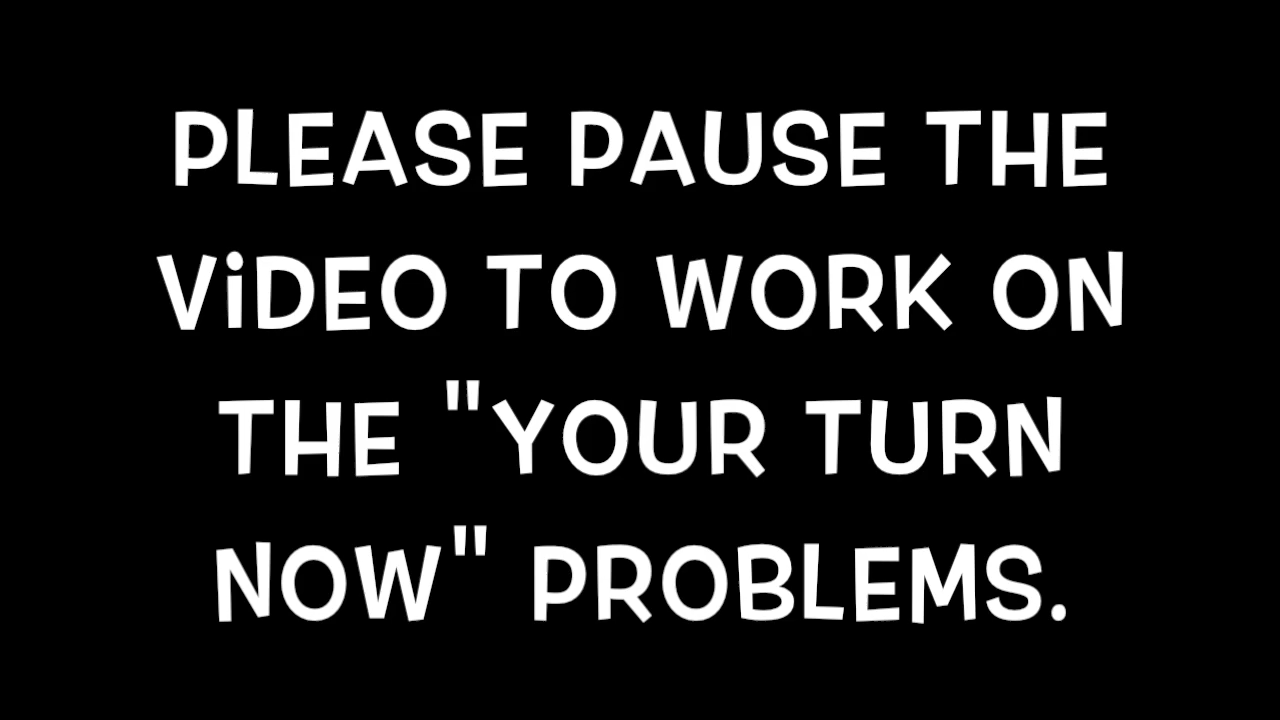 PLEASE PAUSE THE
ViDEO TO WORK ON
THE "YOUR TURN
NOW" PROBLEMS.